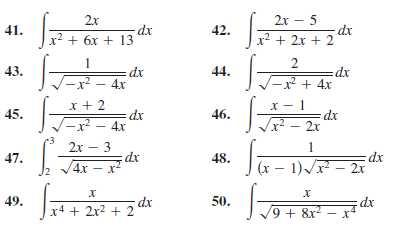 41. ∫ 2x / (x² + 6x + 13) dx
42. ∫ (2x − 5) / (x² + 2x + 2) dx
43. ∫ 1 / √(−x² − 4x) dx
44. ∫ 2 / √(−x² + 4x) dx
45. ∫ (x + 2) / √(−x² − 4x) dx
46. ∫ (x − 1) / √(x² − 2x) dx
47. ∫₂³ (2x − 3) / √(4x − x²) dx
48. ∫ 1 / ((x − 1)√(x² − 2x)) dx
49. ∫ x / (x⁴ + 2x² + 2) dx
50. ∫ x / √(9 + 8x² − x⁴) dx